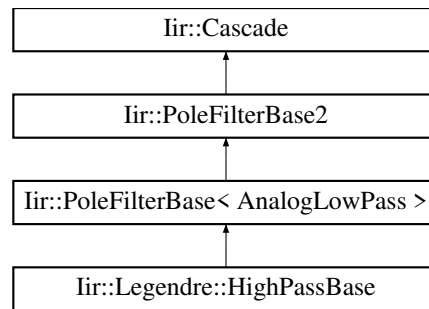 Iir::Cascade
Iir::PoleFilterBase2
Iir::PoleFilterBase< AnalogLowPass >
Iir::Legendre::HighPassBase